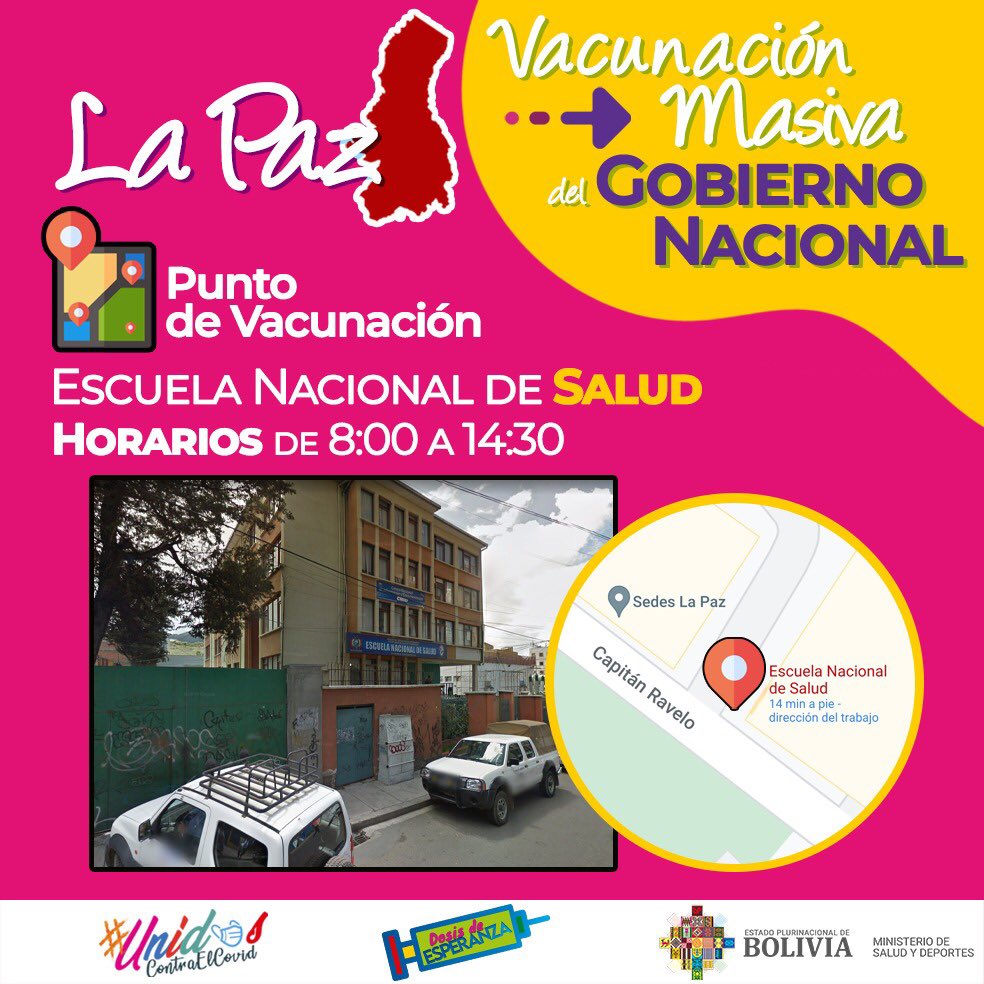 La Paz
Vacunación
Masiva
del GOBIERNO
NACIONAL
Punto
de Vacunación
ESCUELA NACIONAL DE SALUD
HORARIOS DE 8:00 A 14:30
ESCUELA NACIONAL DE SALUD
Sedes La Paz
Capitán Ravelo
Escuela Nacional
de Salud
14 min a pie -
dirección del trabajo
#Unidos
ContraElCovid
Dosis de
ESPERANZA
ESTADO PLURINACIONAL DE
BOLIVIA
MINISTERIO DE
SALUD Y DEPORTES